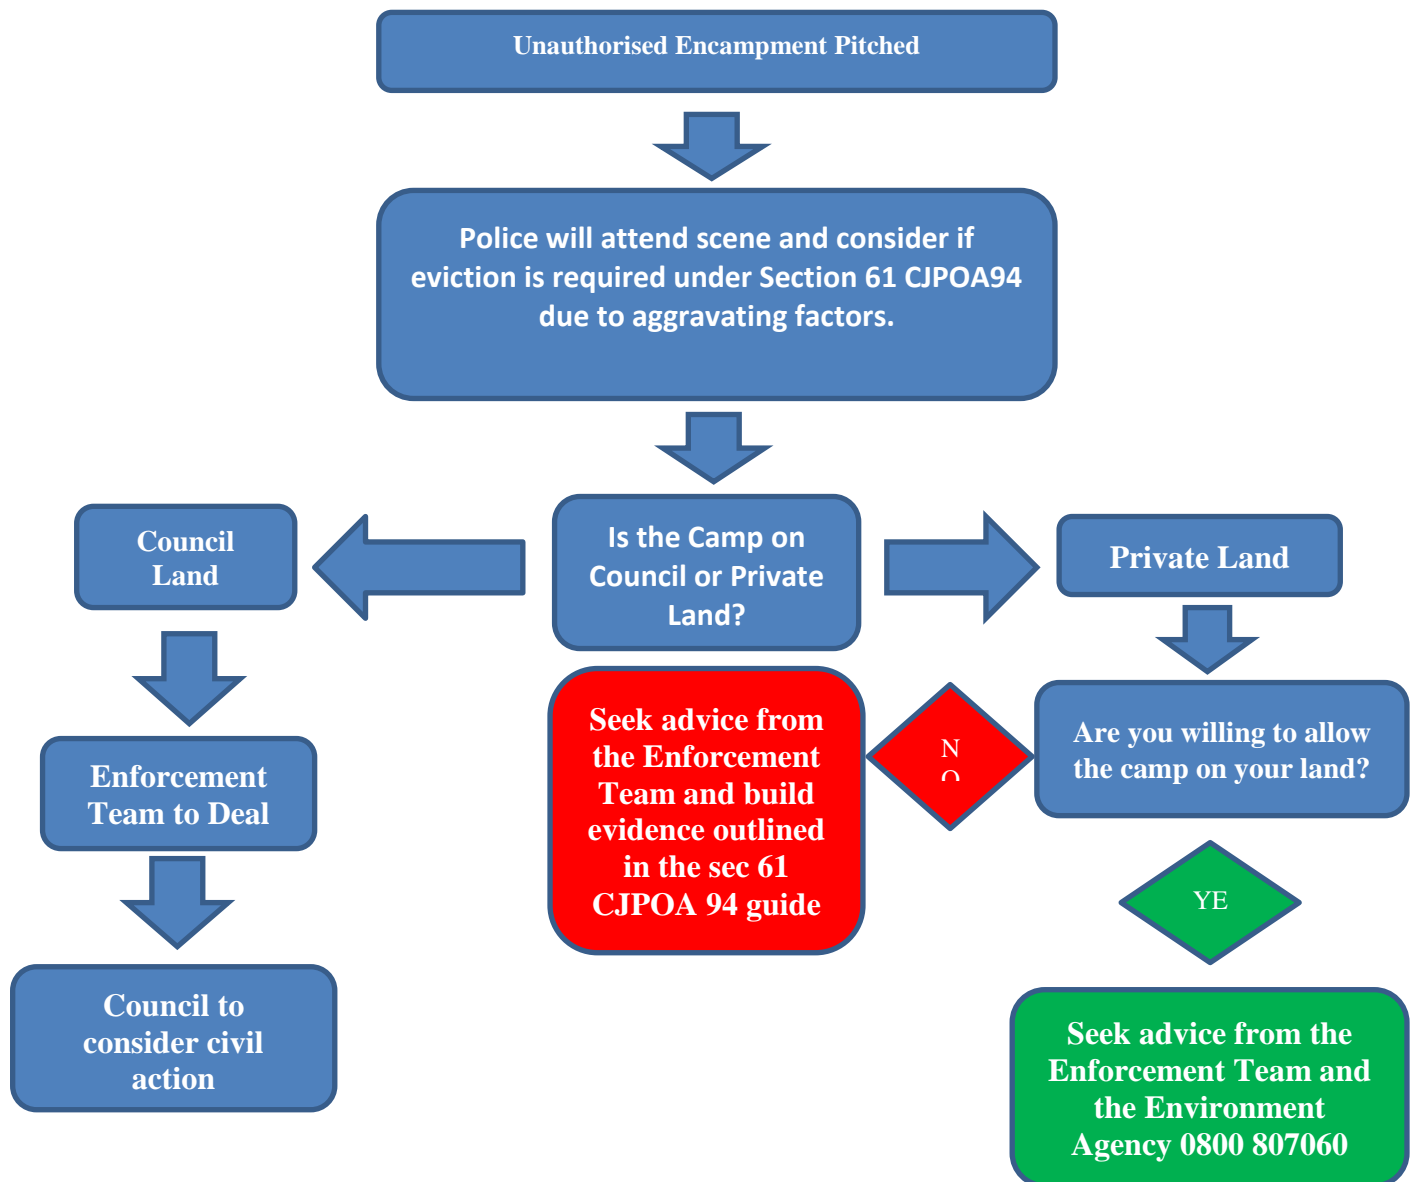 Unauthorised Encampment Pitched
Police will attend scene and consider if
eviction is required under Section 61 CJPOA94
due to aggravating factors.
Is the Camp on
Council or Private
Land?
Council
Land
Private Land
Enforcement
Team to Deal
Council to
consider civil
action
Are you willing to allow
the camp on your land?
N
O
Seek advice from
the Enforcement
Team and build
evidence outlined
in the sec 61
CJPOA 94 guide
YE
Seek advice from the
Enforcement Team and
the Environment
Agency 0800 807060